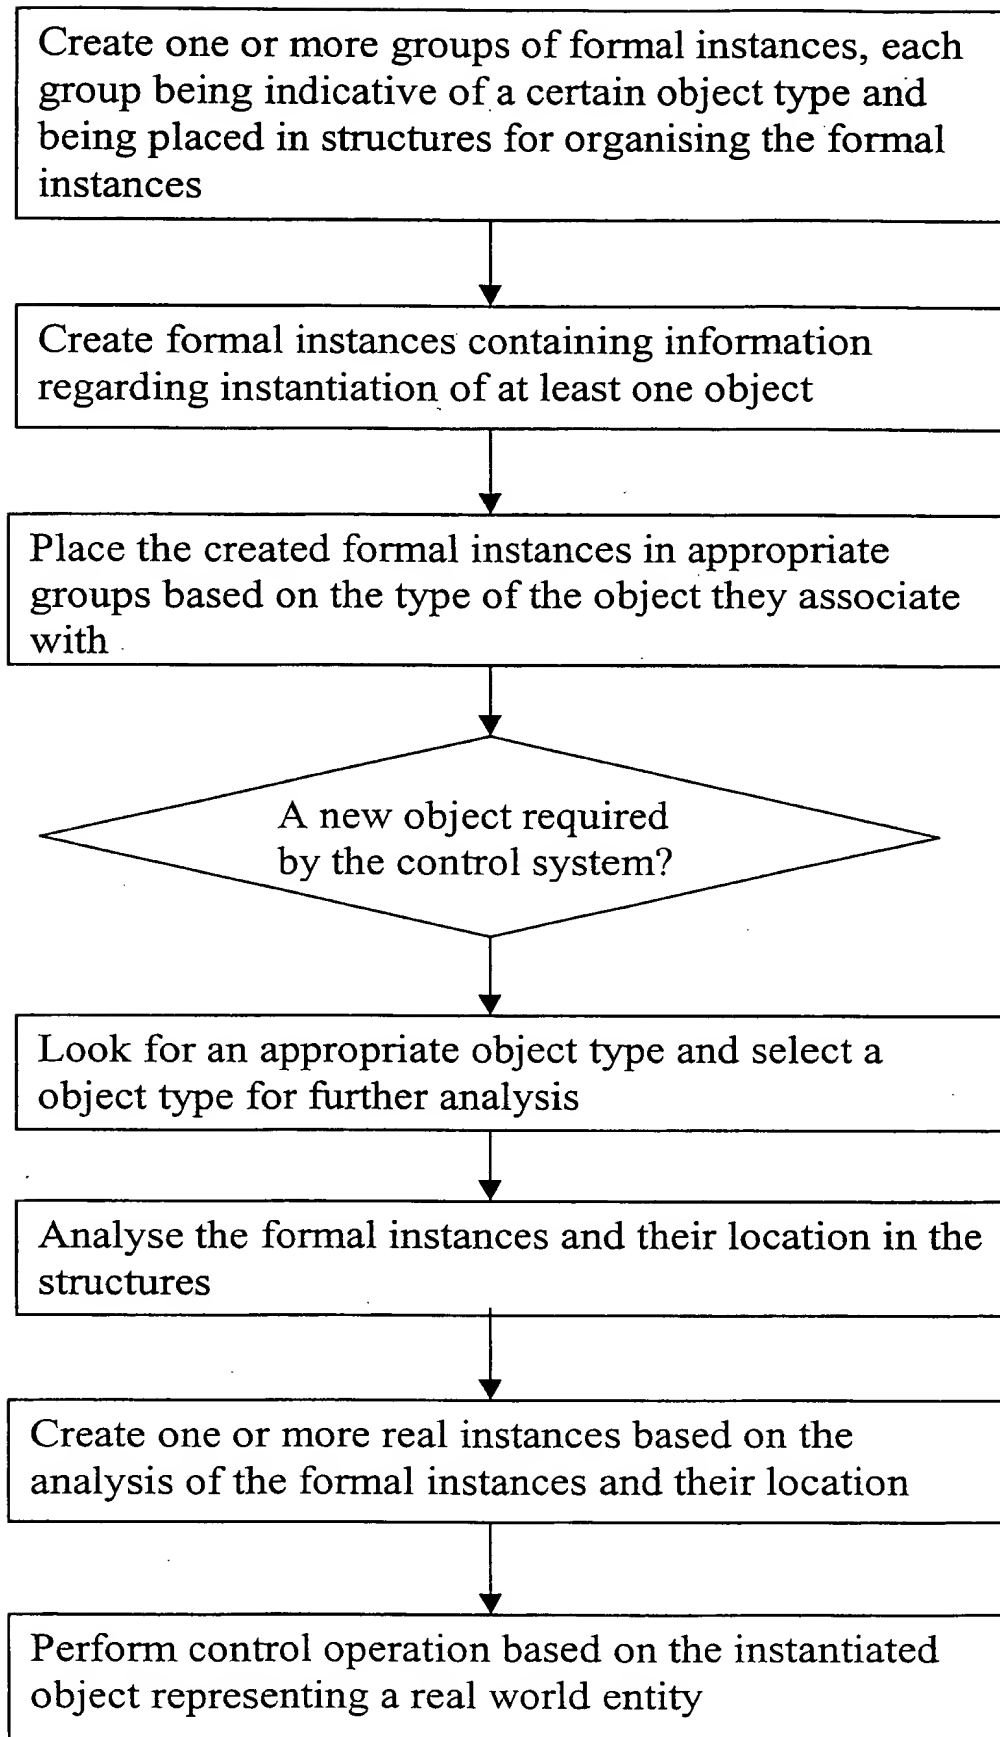 Create one or more groups of formal instances, each
group being indicative of a certain object type and
being placed in structures for organising the formal
instances
Create formal instances containing information
regarding instantiation of at least one object
Place the created formal instances in appropriate
groups based on the type of the object they associate
with
A new object required
by the control system?
Look for an appropriate object type and select a
object type for further analysis
Analyse the formal instances and their location in the
structures
Create one or more real instances based on the
analysis of the formal instances and their location
Perform control operation based on the instantiated
object representing a real world entity